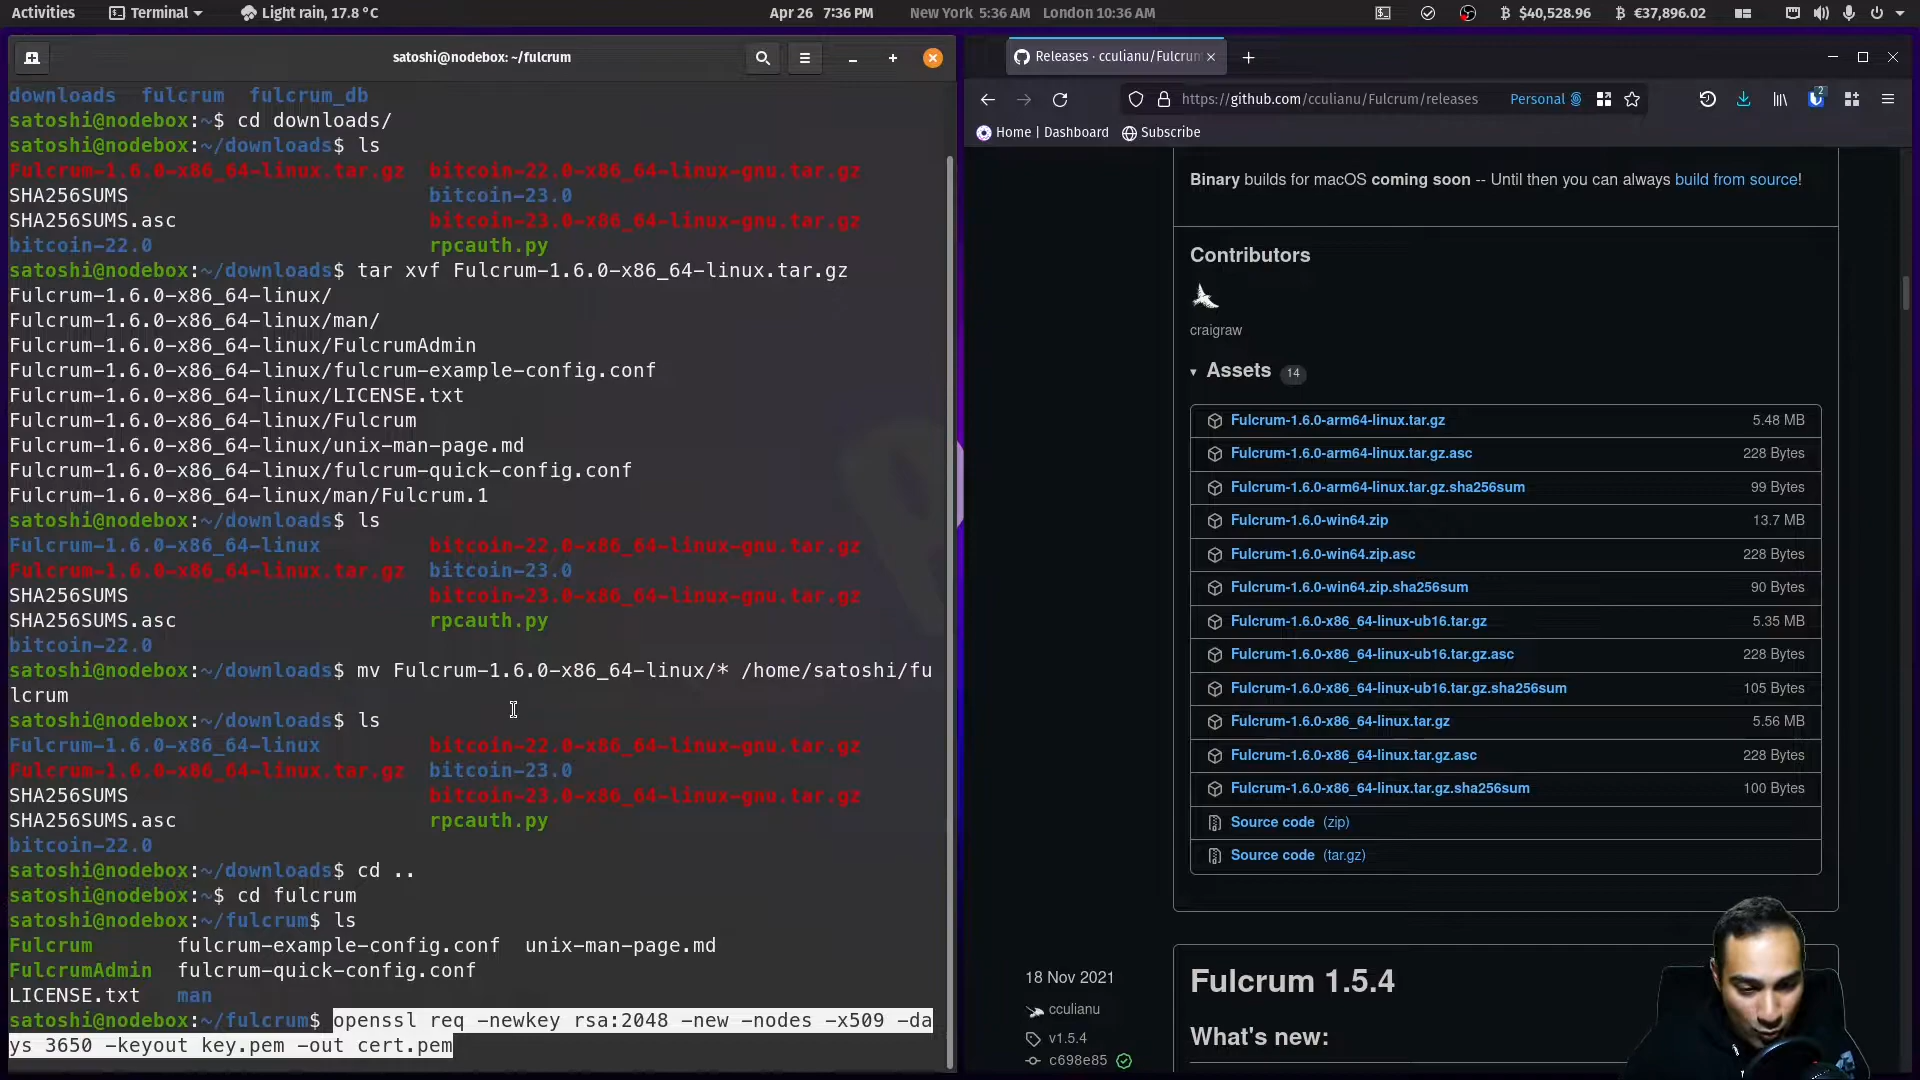 Activities Terminal Light rain, 17.8 °C Apr 26 7:36 PM New York 5:36 AM London 10:36 AM $40,528.96 €37,896.02
satoshi@nodebox: ~/fulcrum
downloads fulcrum fulcrum_db
satoshi@nodebox:~$ cd downloads/
satoshi@nodebox:~/downloads$ ls
Fulcrum-1.6.0-x86_64-linux.tar.gz bitcoin-22.0-x86_64-linux-gnu.tar.gz
SHA256SUMS bitcoin-23.0
SHA256SUMS.asc bitcoin-23.0-x86_64-linux-gnu.tar.gz
bitcoin-22.0 rpcauth.py
satoshi@nodebox:~/downloads$ tar xvf Fulcrum-1.6.0-x86_64-linux.tar.gz
Fulcrum-1.6.0-x86_64-linux/
Fulcrum-1.6.0-x86_64-linux/man/
Fulcrum-1.6.0-x86_64-linux/FulcrumAdmin
Fulcrum-1.6.0-x86_64-linux/fulcrum-example-config.conf
Fulcrum-1.6.0-x86_64-linux/LICENSE.txt
Fulcrum-1.6.0-x86_64-linux/Fulcrum
Fulcrum-1.6.0-x86_64-linux/unix-man-page.md
Fulcrum-1.6.0-x86_64-linux/fulcrum-quick-config.conf
Fulcrum-1.6.0-x86_64-linux/man/Fulcrum.1
satoshi@nodebox:~/downloads$ ls
Fulcrum-1.6.0-x86_64-linux bitcoin-22.0-x86_64-linux-gnu.tar.gz
Fulcrum-1.6.0-x86_64-linux.tar.gz bitcoin-23.0
SHA256SUMS bitcoin-23.0-x86_64-linux-gnu.tar.gz
SHA256SUMS.asc rpcauth.py
bitcoin-22.0
satoshi@nodebox:~/downloads$ mv Fulcrum-1.6.0-x86_64-linux/* /home/satoshi/fu
lcrum
satoshi@nodebox:~/downloads$ ls
Fulcrum-1.6.0-x86_64-linux bitcoin-22.0-x86_64-linux-gnu.tar.gz
Fulcrum-1.6.0-x86_64-linux.tar.gz bitcoin-23.0
SHA256SUMS bitcoin-23.0-x86_64-linux-gnu.tar.gz
SHA256SUMS.asc rpcauth.py
bitcoin-22.0
satoshi@nodebox:~/downloads$ cd ..
satoshi@nodebox:~$ cd fulcrum
satoshi@nodebox:~/fulcrum$ ls
Fulcrum fulcrum-example-config.conf unix-man-page.md
FulcrumAdmin fulcrum-quick-config.conf
LICENSE.txt man
satoshi@nodebox:~/fulcrum$ openssl req -newkey rsa:2048 -new -nodes -x509 -da
ys 3650 -keyout key.pem -out cert.pem
Releases · cculianu/Fulcrum
https://github.com/cculianu/Fulcrum/releases Personal 2
Home | Dashboard Subscribe
Binary builds for macOS coming soon -- Until then you can always build from source!
Contributors
craigraw
Assets 14
Fulcrum-1.6.0-arm64-linux.tar.gz 5.48 MB
Fulcrum-1.6.0-arm64-linux.tar.gz.asc 228 Bytes
Fulcrum-1.6.0-arm64-linux.tar.gz.sha256sum 99 Bytes
Fulcrum-1.6.0-win64.zip 13.7 MB
Fulcrum-1.6.0-win64.zip.asc 228 Bytes
Fulcrum-1.6.0-win64.zip.sha256sum 90 Bytes
Fulcrum-1.6.0-x86_64-linux-ub16.tar.gz 5.35 MB
Fulcrum-1.6.0-x86_64-linux-ub16.tar.gz.asc 228 Bytes
Fulcrum-1.6.0-x86_64-linux-ub16.tar.gz.sha256sum 105 Bytes
Fulcrum-1.6.0-x86_64-linux.tar.gz 5.56 MB
Fulcrum-1.6.0-x86_64-linux.tar.gz.asc 228 Bytes
Fulcrum-1.6.0-x86_64-linux.tar.gz.sha256sum 100 Bytes
Source code (zip)
Source code (tar.gz)
18 Nov 2021
cculianu
v1.5.4
c698e85
Fulcrum 1.5.4
What's new: